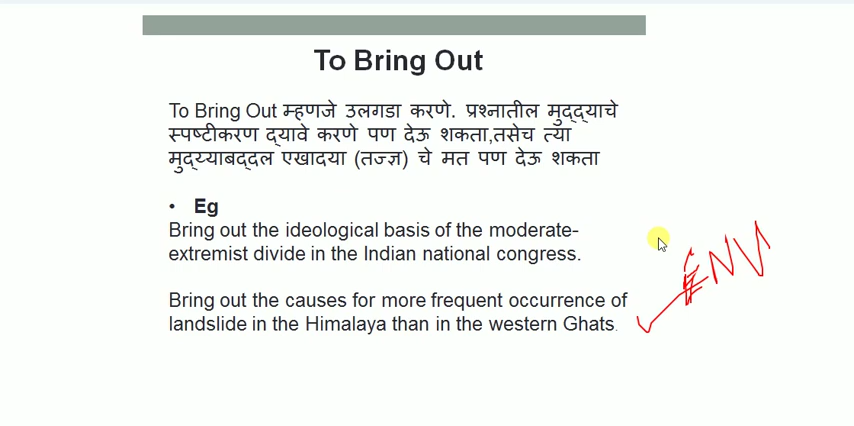 To Bring Out
To Bring Out म्हणजे उलगडा करणे. प्रश्नातील मुद्द्याचे
स्पष्टीकरण द्यावे करणे पण देऊ शकता,तसेच त्या
मुद्य्याबद्दल एखादया (तज्ज्ञ) चे मत पण देऊ शकता
• Eg
Bring out the ideological basis of the moderate-
extremist divide in the Indian national congress.
Bring out the causes for more frequent occurrence of
landslide in the Himalaya than in the western Ghats.
ENV